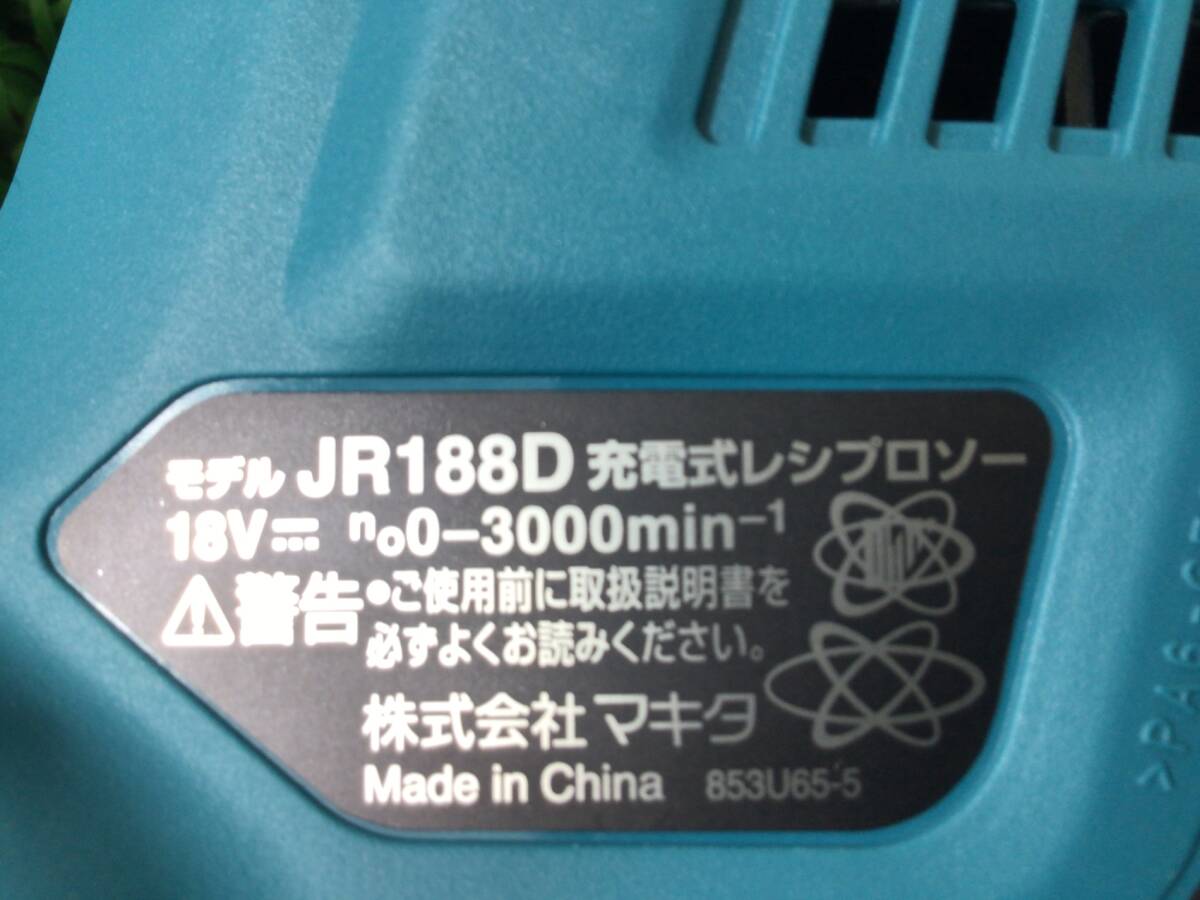 モデル JR188D 充電式レシプロソー
18V⎓ n₀0-3000min⁻¹
⚠警告 ●ご使用前に取扱説明書を
必ずよくお読みください。
株式会社マキタ
Made in China 853U65-5
>PA6-